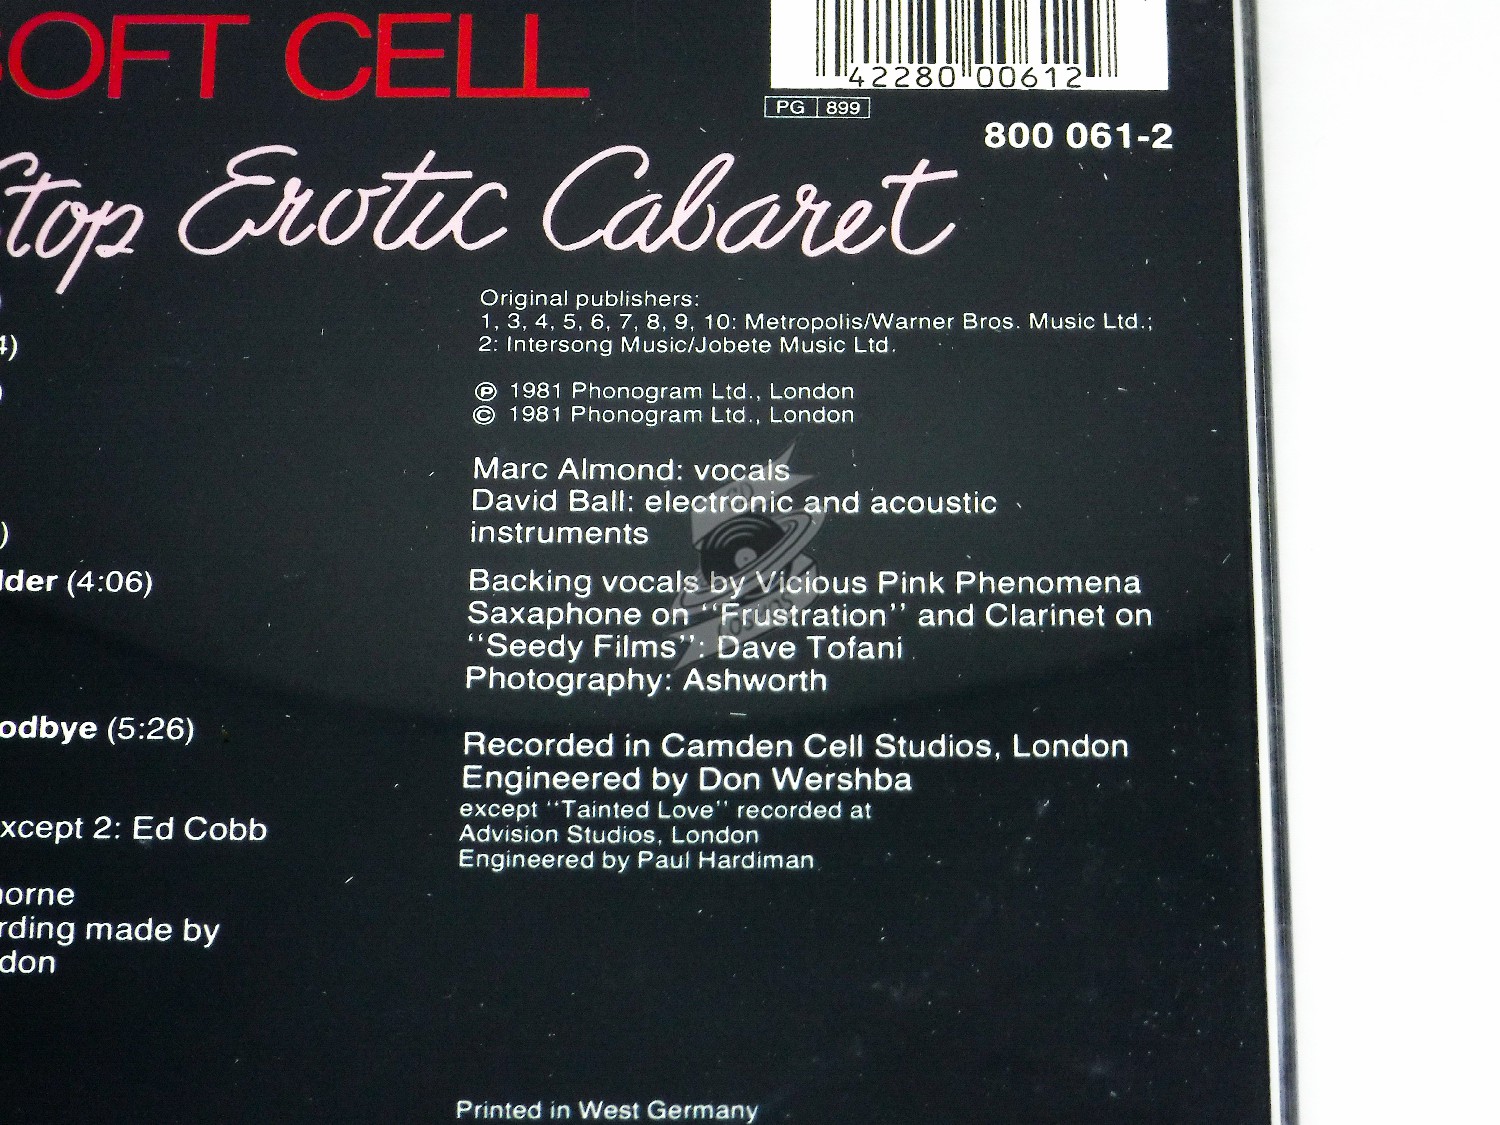 SOFT CELL
42280 00612
PG 899
800 061-2
Stop Erotic Cabaret
Original publishers:
1, 3, 4, 5, 6, 7, 8, 9, 10: Metropolis/Warner Bros. Music Ltd.;
2: Intersong Music/Jobete Music Ltd.
4)
)
Ⓟ 1981 Phonogram Ltd., London
© 1981 Phonogram Ltd., London
Marc Almond: vocals
David Ball: electronic and acoustic
instruments
)
lder (4:06)
Backing vocals by Vicious Pink Phenomena
Saxaphone on "Frustration" and Clarinet on
"Seedy Films": Dave Tofani
Photography: Ashworth
odbye (5:26)
Recorded in Camden Cell Studios, London
Engineered by Don Wershba
except "Tainted Love" recorded at
Advision Studios, London
Engineered by Paul Hardiman
xcept 2: Ed Cobb
horne
rding made by
don
Printed in West Germany